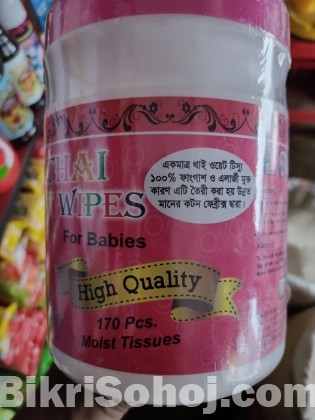 THAI
WIPES
For Babies
একমাত্র থাই ওয়েট টিস্যু
১০০% ফাংগাশ ও এলার্জী মুক্ত
কারণ এটি তৈরী করা হয় উন্নত
মানের কটন ফেব্রীক্স দ্বারা।
High Quality
170 Pcs.
Moist Tissues
BikriSohoj.com